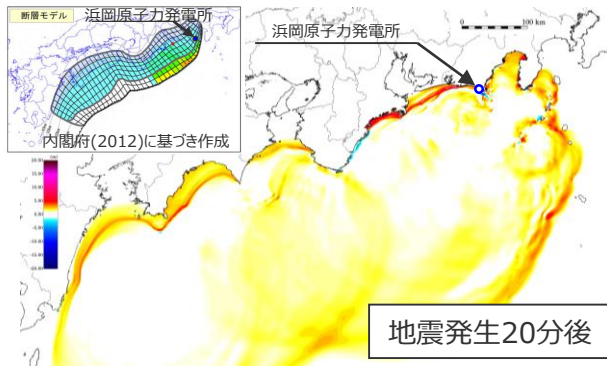 断層モデル
浜岡原子力発電所
内閣府(2012)に基づき作成
浜岡原子力発電所
0
100 km
地震発生20分後